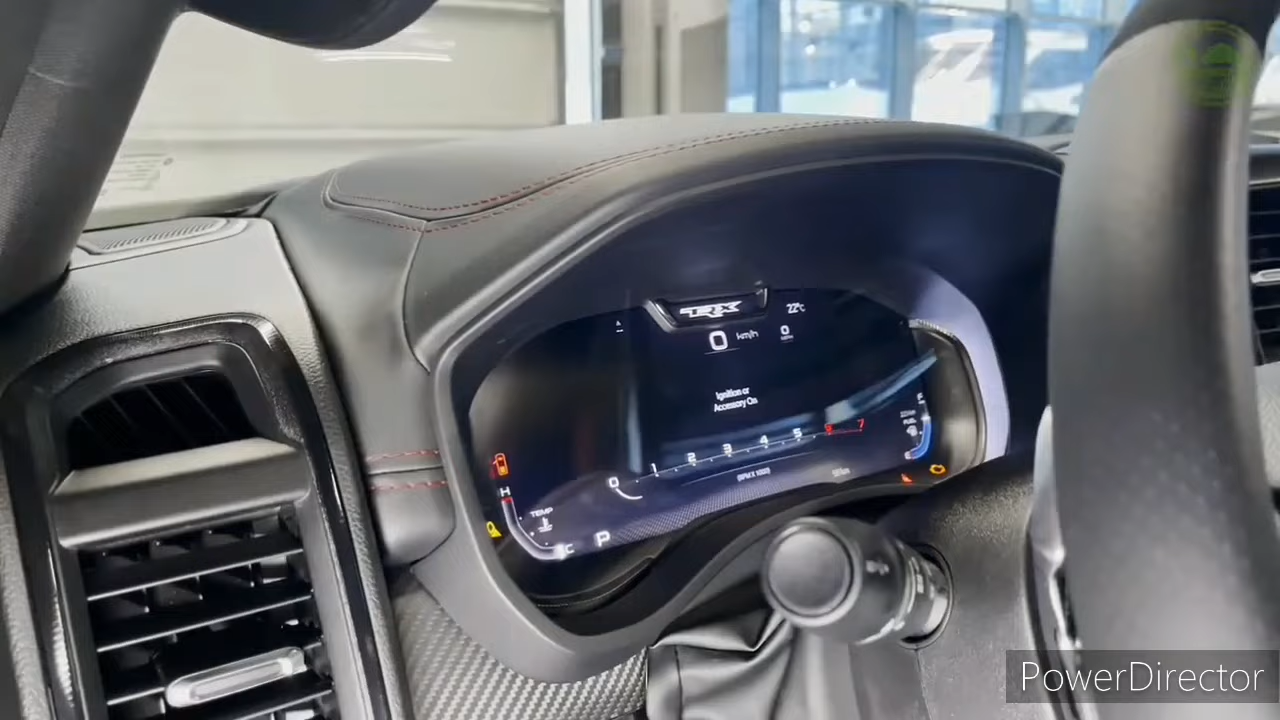 TRX
22°C
0 km/h 0
Ignition or
Accessory On
0 1 2 3 4 5 6 7
(RPM X 1000)
F
FUEL
E
H
TEMP
C
P
PowerDirector